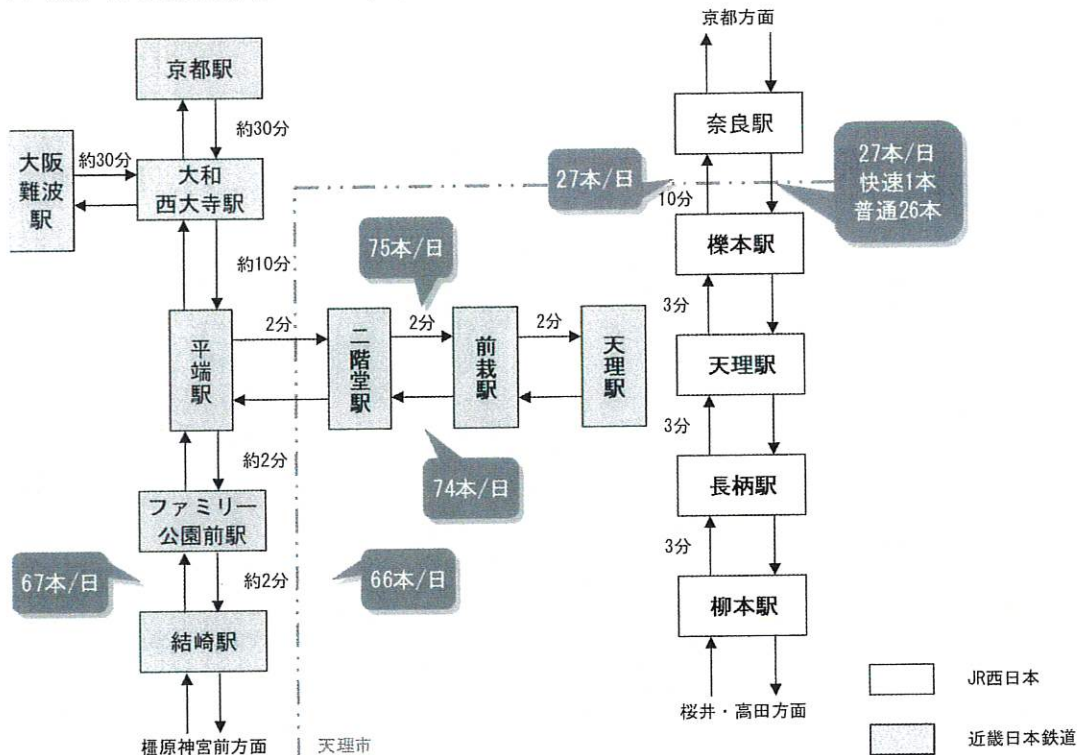 京都駅
約30分
大阪
難波
駅
約30分
大和
西大寺駅
約10分
75本/日
平端駅
2分
二階堂駅
2分
前栽駅
2分
天理駅
74本/日
約2分
ファミリー
公園前駅
67本/日
約2分
66本/日
結崎駅
橿原神宮前方面
天理市
京都方面
奈良駅
27本/日
10分
27本/日
快速1本
普通26本
櫟本駅
3分
天理駅
3分
長柄駅
3分
柳本駅
桜井・高田方面
JR西日本
近畿日本鉄道